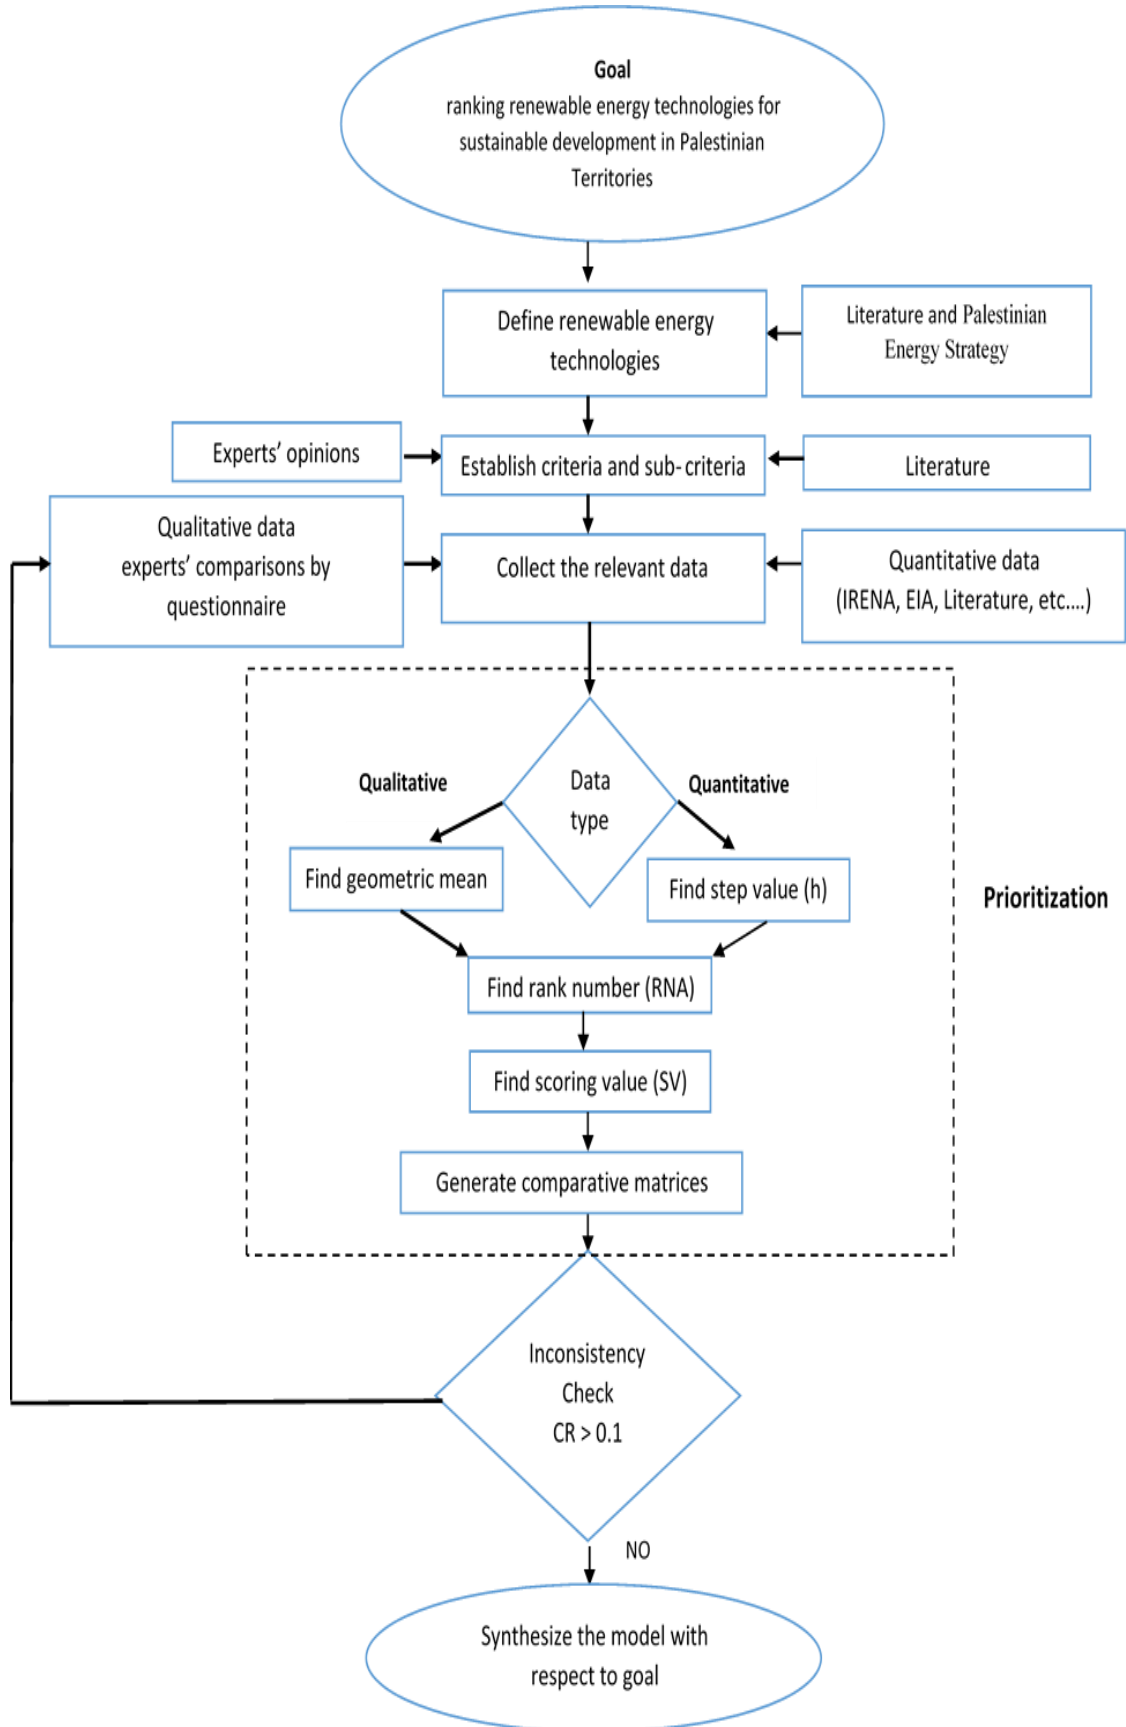 Goal
ranking renewable energy technologies for
sustainable development in Palestinian
Territories
Define renewable energy
technologies
Literature and Palestinian
Energy Strategy
Experts’ opinions
Establish criteria and sub- criteria
Literature
Qualitative data
experts’ comparisons by
questionnaire
Collect the relevant data
Quantitative data
(IRENA, EIA, Literature, etc....)
Qualitative
Data
type
Quantitative
Find geometric mean
Find step value (h)
Prioritization
Find rank number (RNA)
Find scoring value (SV)
Generate comparative matrices
Inconsistency
Check
CR > 0.1
NO
Synthesize the model with
respect to goal